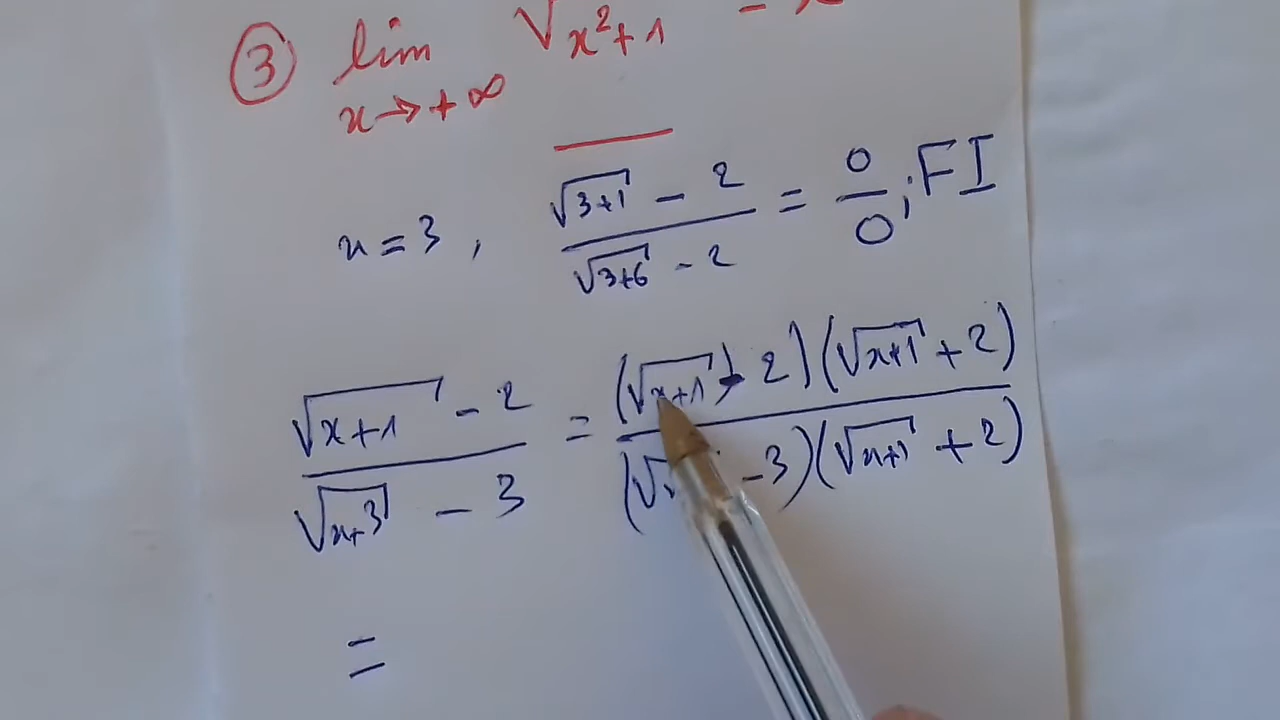 ③ lim √x²+1 - x
x→+∞
x=3, (√3+1 - 2)/(√3+6 - 2) = 0/0; FI
(√x+1 - 2)/(√x+3 - 3) = ((√x+1 - 2)(√x+1 + 2))/((√x - 3)(√x+1 + 2))
=